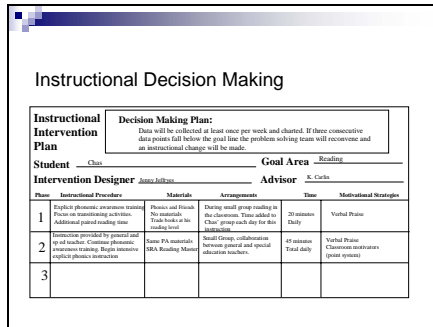 Instructional Decision Making
Instructional
Intervention
Plan
Decision Making Plan:
Data will be collected at least once per week and charted. If three consecutive
data points fall below the goal line the problem solving team will reconvene and
an instructional change will be made.
Student Chas Goal Area Reading
Intervention Designer Jenny Jeffryes Advisor K. Carlin
Phase Instructional Procedure Materials Arrangements Time Motivational Strategies
1
Explicit phonemic awareness training
Focus on transitioning activities.
Additional paired reading time
Phonics and Friends
No materials
Trade books at his
reading level
During small group reading in
the classroom. Time added to
Chas' group each day for this
instruction
20 minutes
Daily
Verbal Praise
2
Instruction provided by general and
sp ed teacher. Continue phonemic
awareness training. Begin intensive
explicit phonics instruction
Same PA materials
SRA Reading Master
Small Group, collaboration
between general and special
education teachers.
45 minutes
Total daily
Verbal Praise
Classroom motivators
(point system)
3